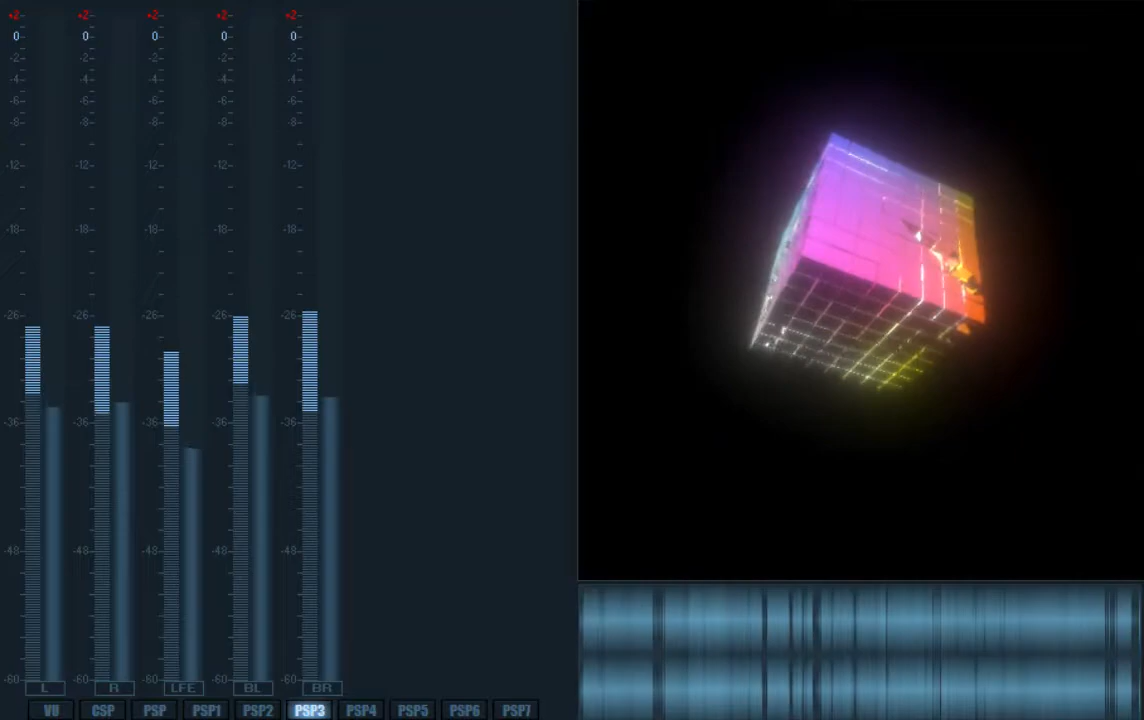 +2 +2 +2 +2 +2
0 0 0 0 0
-2 -2 -2 -2 -2
-4 -4 -4 -4 -4
-6 -6 -6 -6 -6
-8 -8 -8 -8 -8
-12 -12 -12 -12 -12
-18 -18 -18 -18 -18
-26 -26 -26 -26 -26
-36 -36 -36 -36 -36
-48 -48 -48 -48 -48
-60 -60 -60 -60 -60
L R LFE BL BR
VU CSP PSP PSP1 PSP2 PSP3 PSP4 PSP5 PSP6 PSP7